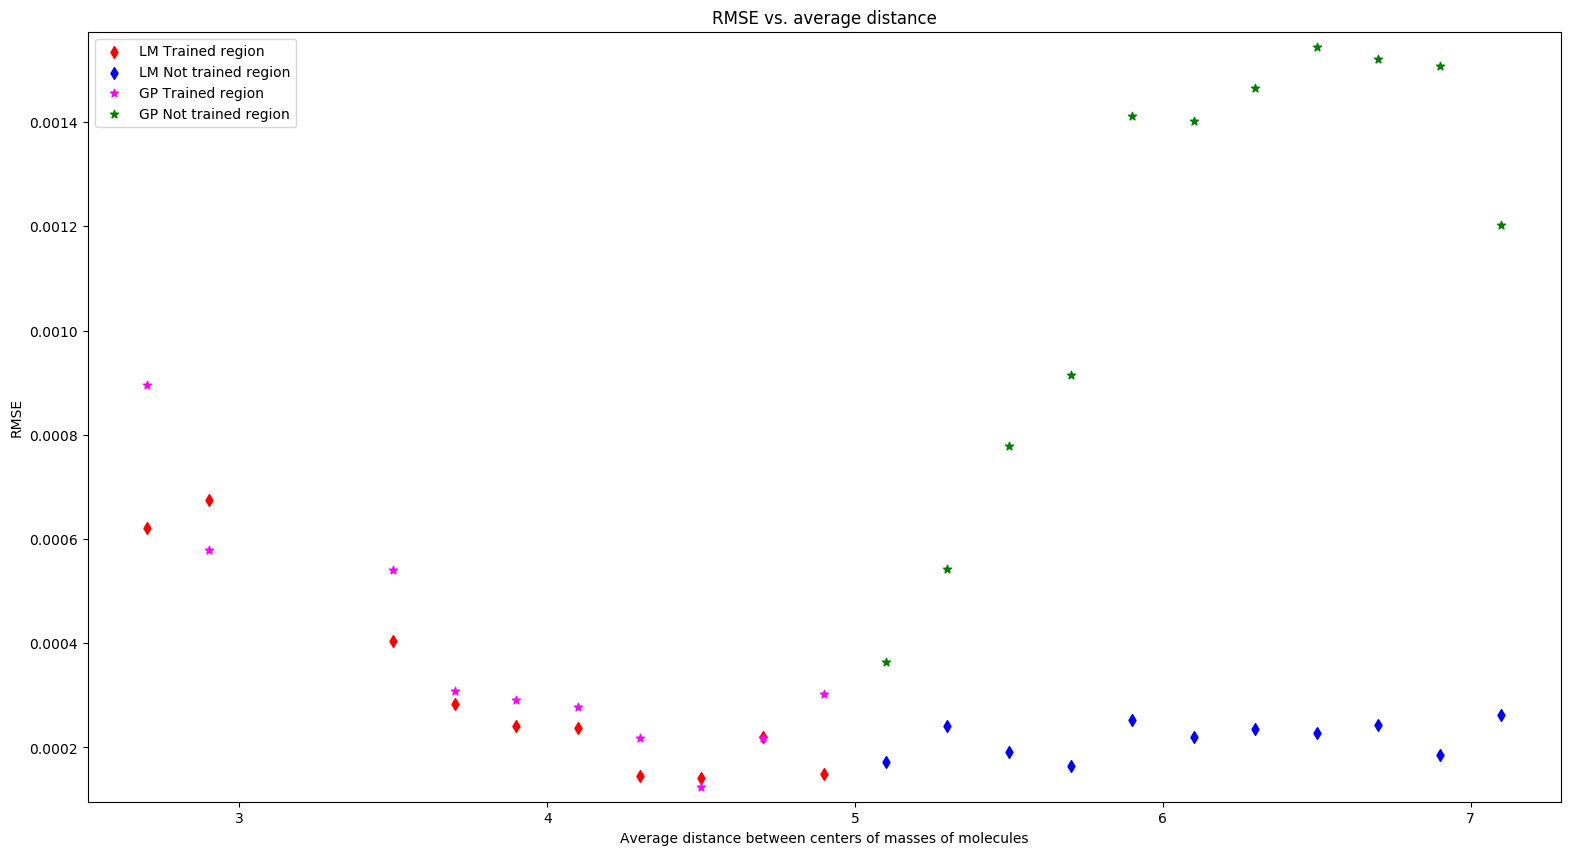 RMSE vs. average distance
LM Trained region
LM Not trained region
GP Trained region
GP Not trained region
0.0014
0.0012
0.0010
0.0008
0.0006
0.0004
0.0002
RMSE
3 4 5 6 7
Average distance between centers of masses of molecules